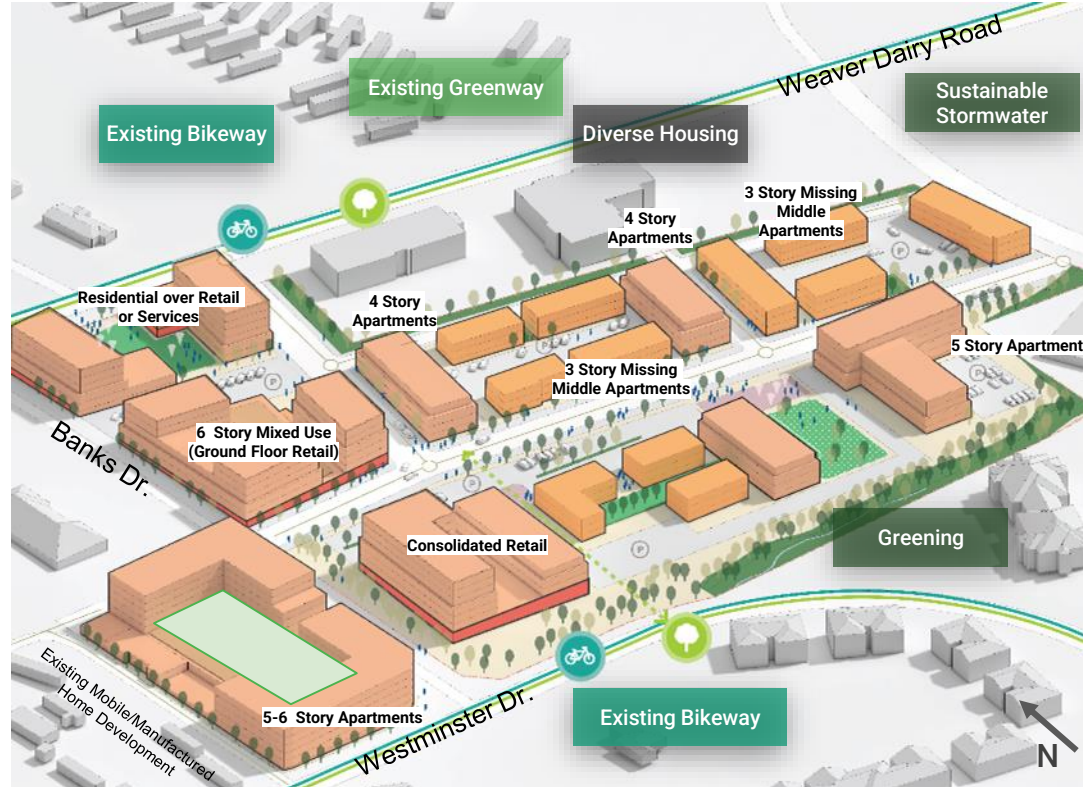 Weaver Dairy Road
Existing Greenway
Sustainable
Stormwater
Existing Bikeway
Diverse Housing
3 Story Missing
Middle
Apartments
4 Story
Apartments
Residential over Retail
or Services
4 Story
Apartments
P
P
P
5 Story Apartment
3 Story Missing
Middle Apartments
P
Banks Dr.
6 Story Mixed Use
(Ground Floor Retail)
P
Consolidated Retail
P
Greening
Existing Mobile/Manufactured
Home Development
5-6 Story Apartments
Westminster Dr.
Existing Bikeway
N